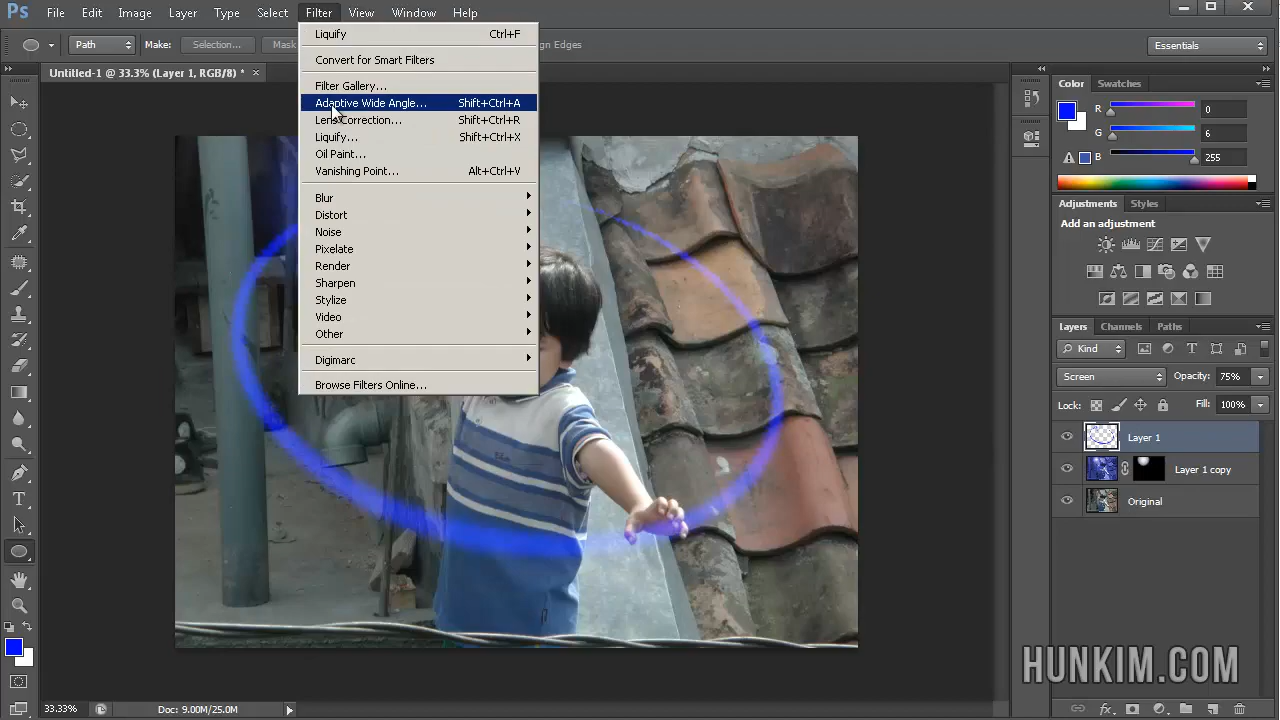 Ps File Edit Image Layer Type Select Filter View Window Help
Path Make: Selection... Mask gn Edges Essentials
Untitled-1 @ 33.3% (Layer 1, RGB/8) *
Liquify Ctrl+F
Convert for Smart Filters
Filter Gallery...
Adaptive Wide Angle... Shift+Ctrl+A
Lens Correction... Shift+Ctrl+R
Liquify... Shift+Ctrl+X
Oil Paint...
Vanishing Point... Alt+Ctrl+V
Blur
Distort
Noise
Pixelate
Render
Sharpen
Stylize
Video
Other
Digimarc
Browse Filters Online...
Color Swatches
R 0
G 6
B 255
Adjustments Styles
Add an adjustment
Layers Channels Paths
Kind
Screen Opacity: 75%
Lock: Fill: 100%
Layer 1
Layer 1 copy
Original
HUNKIM.COM
33.33% Doc: 9.00M/25.0M